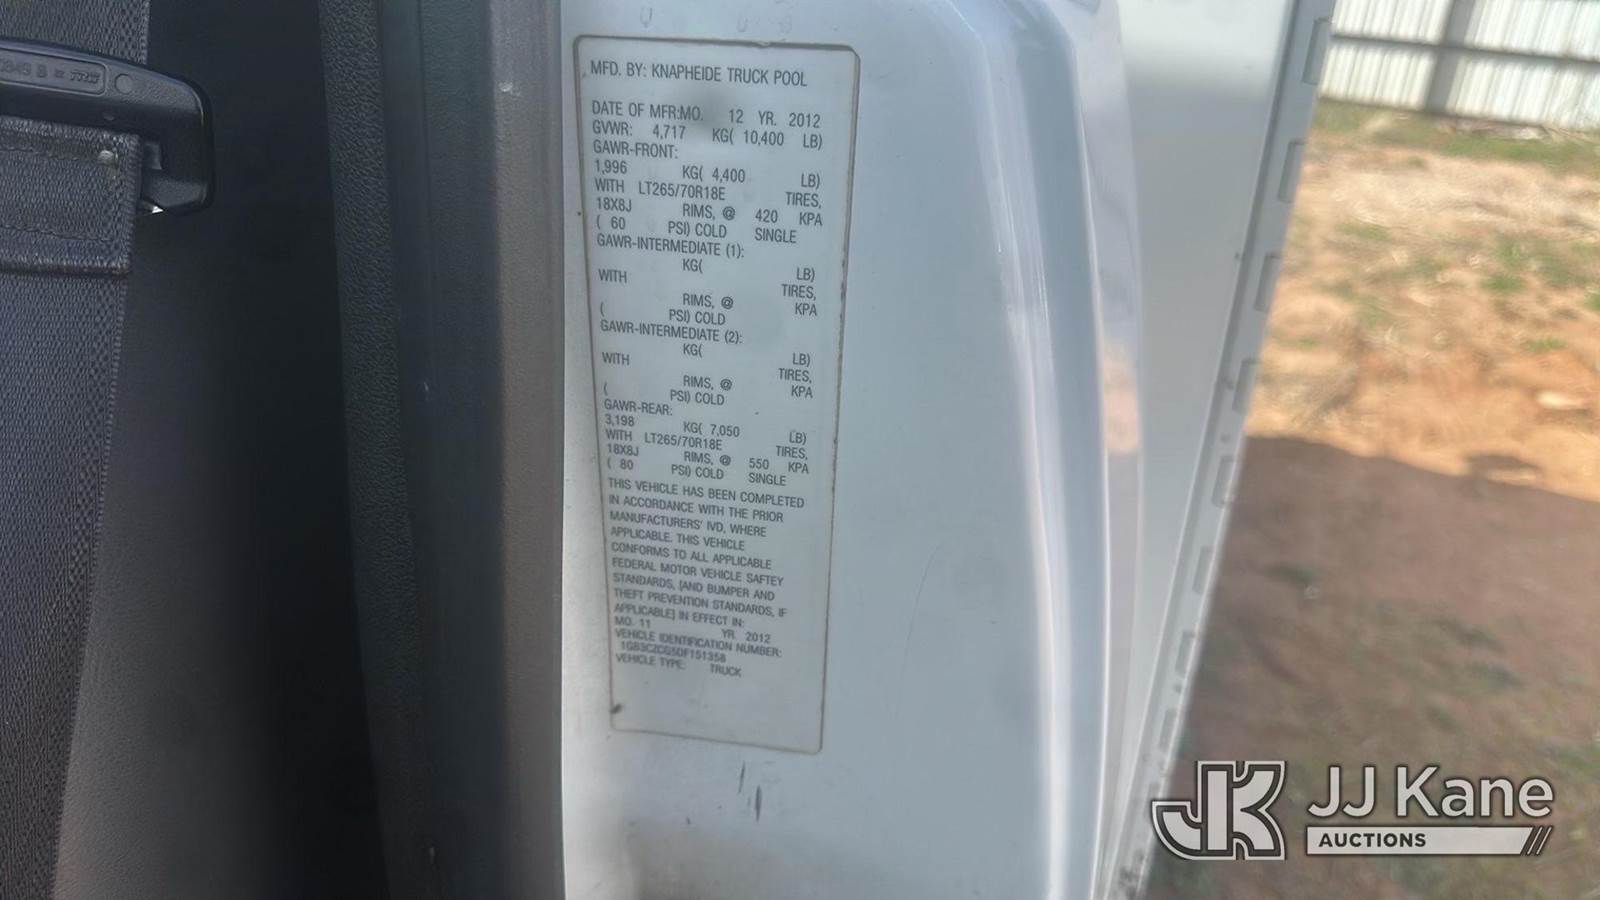 MFD. BY: KNAPHEIDE TRUCK POOL
DATE OF MFR:MO. 12 YR. 2012
GVWR: 4,717 KG( 10,400 LB)
GAWR-FRONT:
1,996 KG( 4,400 LB)
WITH LT265/70R18E TIRES,
18X8J RIMS, @ 420 KPA
( 60 PSI) COLD SINGLE
GAWR-INTERMEDIATE (1):
KG( LB)
WITH TIRES,
RIMS, @ KPA
( PSI) COLD
GAWR-INTERMEDIATE (2):
KG( LB)
WITH TIRES,
RIMS, @ KPA
( PSI) COLD
GAWR-REAR:
3,198 KG( 7,050 LB)
WITH LT265/70R18E TIRES,
18X8J RIMS, @ 550 KPA
( 80 PSI) COLD SINGLE
THIS VEHICLE HAS BEEN COMPLETED
IN ACCORDANCE WITH THE PRIOR
MANUFACTURERS' IVD, WHERE
APPLICABLE. THIS VEHICLE
CONFORMS TO ALL APPLICABLE
FEDERAL MOTOR VEHICLE SAFTEY
STANDARDS, [AND BUMPER AND
THEFT PREVENTION STANDARDS, IF
APPLICABLE] IN EFFECT IN:
MO. 11 YR. 2012
VEHICLE IDENTIFICATION NUMBER:
1GB3CZCG5DF151358
VEHICLE TYPE: TRUCK
TRW
JK JJ Kane
AUCTIONS